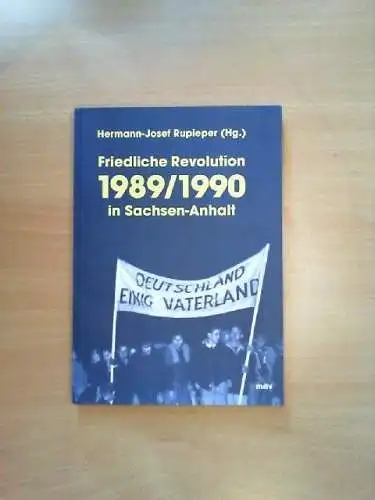 Hermann-Josef Rupieper (Hg.)
Friedliche Revolution
1989/1990
in Sachsen-Anhalt
DEUTSCHLAND
EINIG VATERLAND
mdv